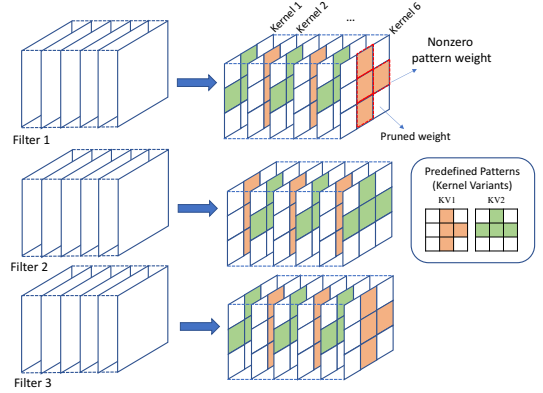 Kernel 1
Kernel 2
...
Kernel 6
Nonzero
pattern weight
Pruned weight
Filter 1
Predefined Patterns
(Kernel Variants)
KV1 KV2
Filter 2
Filter 3